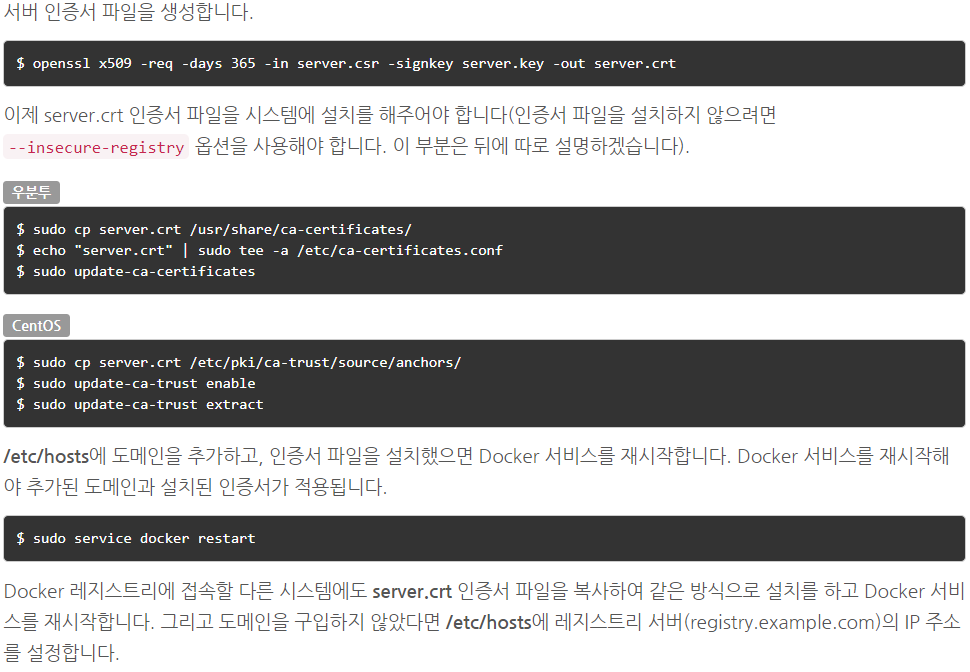 서버 인증서 파일을 생성합니다.
$ openssl x509 -req -days 365 -in server.csr -signkey server.key -out server.crt
이제 server.crt 인증서 파일을 시스템에 설치를 해주어야 합니다(인증서 파일을 설치하지 않으려면
--insecure-registry 옵션을 사용해야 합니다. 이 부분은 뒤에 따로 설명하겠습니다).
우분투
$ sudo cp server.crt /usr/share/ca-certificates/
$ echo "server.crt" | sudo tee -a /etc/ca-certificates.conf
$ sudo update-ca-certificates
CentOS
$ sudo cp server.crt /etc/pki/ca-trust/source/anchors/
$ sudo update-ca-trust enable
$ sudo update-ca-trust extract
/etc/hosts에 도메인을 추가하고, 인증서 파일을 설치했으면 Docker 서비스를 재시작합니다. Docker 서비스를 재시작해
야 추가된 도메인과 설치된 인증서가 적용됩니다.
$ sudo service docker restart
Docker 레지스트리에 접속할 다른 시스템에도 server.crt 인증서 파일을 복사하여 같은 방식으로 설치를 하고 Docker 서비
스를 재시작합니다. 그리고 도메인을 구입하지 않았다면 /etc/hosts에 레지스트리 서버(registry.example.com)의 IP 주소
를 설정합니다.